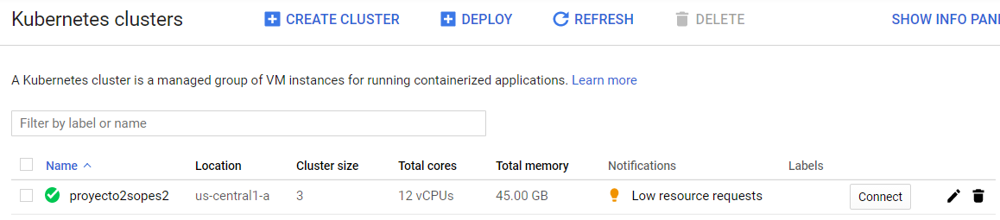 Kubernetes clusters CREATE CLUSTER DEPLOY REFRESH DELETE SHOW INFO PAN
A Kubernetes cluster is a managed group of VM instances for running containerized applications. Learn more
Filter by label or name
Name Location Cluster size Total cores Total memory Notifications Labels
proyecto2sopes2 us-central1-a 3 12 vCPUs 45.00 GB Low resource requests Connect